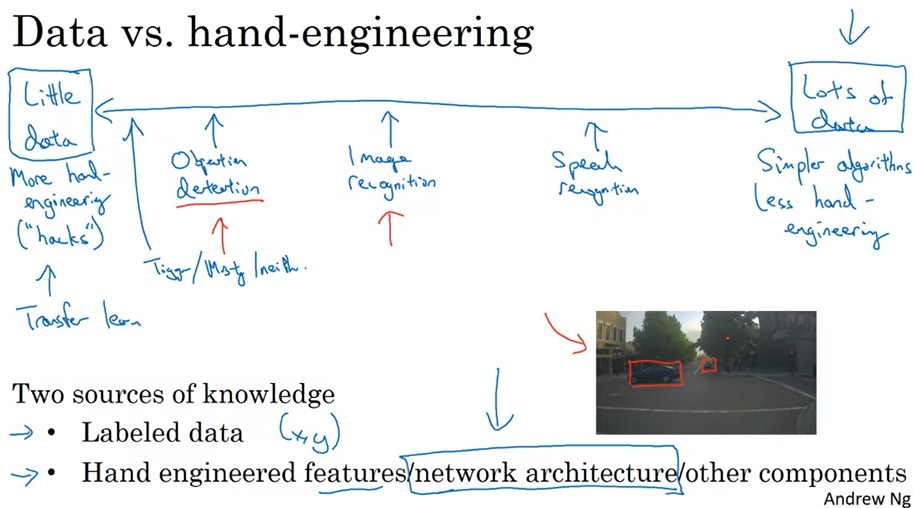 Data vs. hand-engineering
Little
data
Lots of
data
More hand-
engineering
("hacks")
Transfer learn
Objection
detection
Image
recognition
Speech
recognition
Simpler algorithms
Less hand-
engineering
Tigger/Misty/neith.
Two sources of knowledge
→ • Labeled data (x,y)
→ • Hand engineered features/network architecture/other components
Andrew Ng